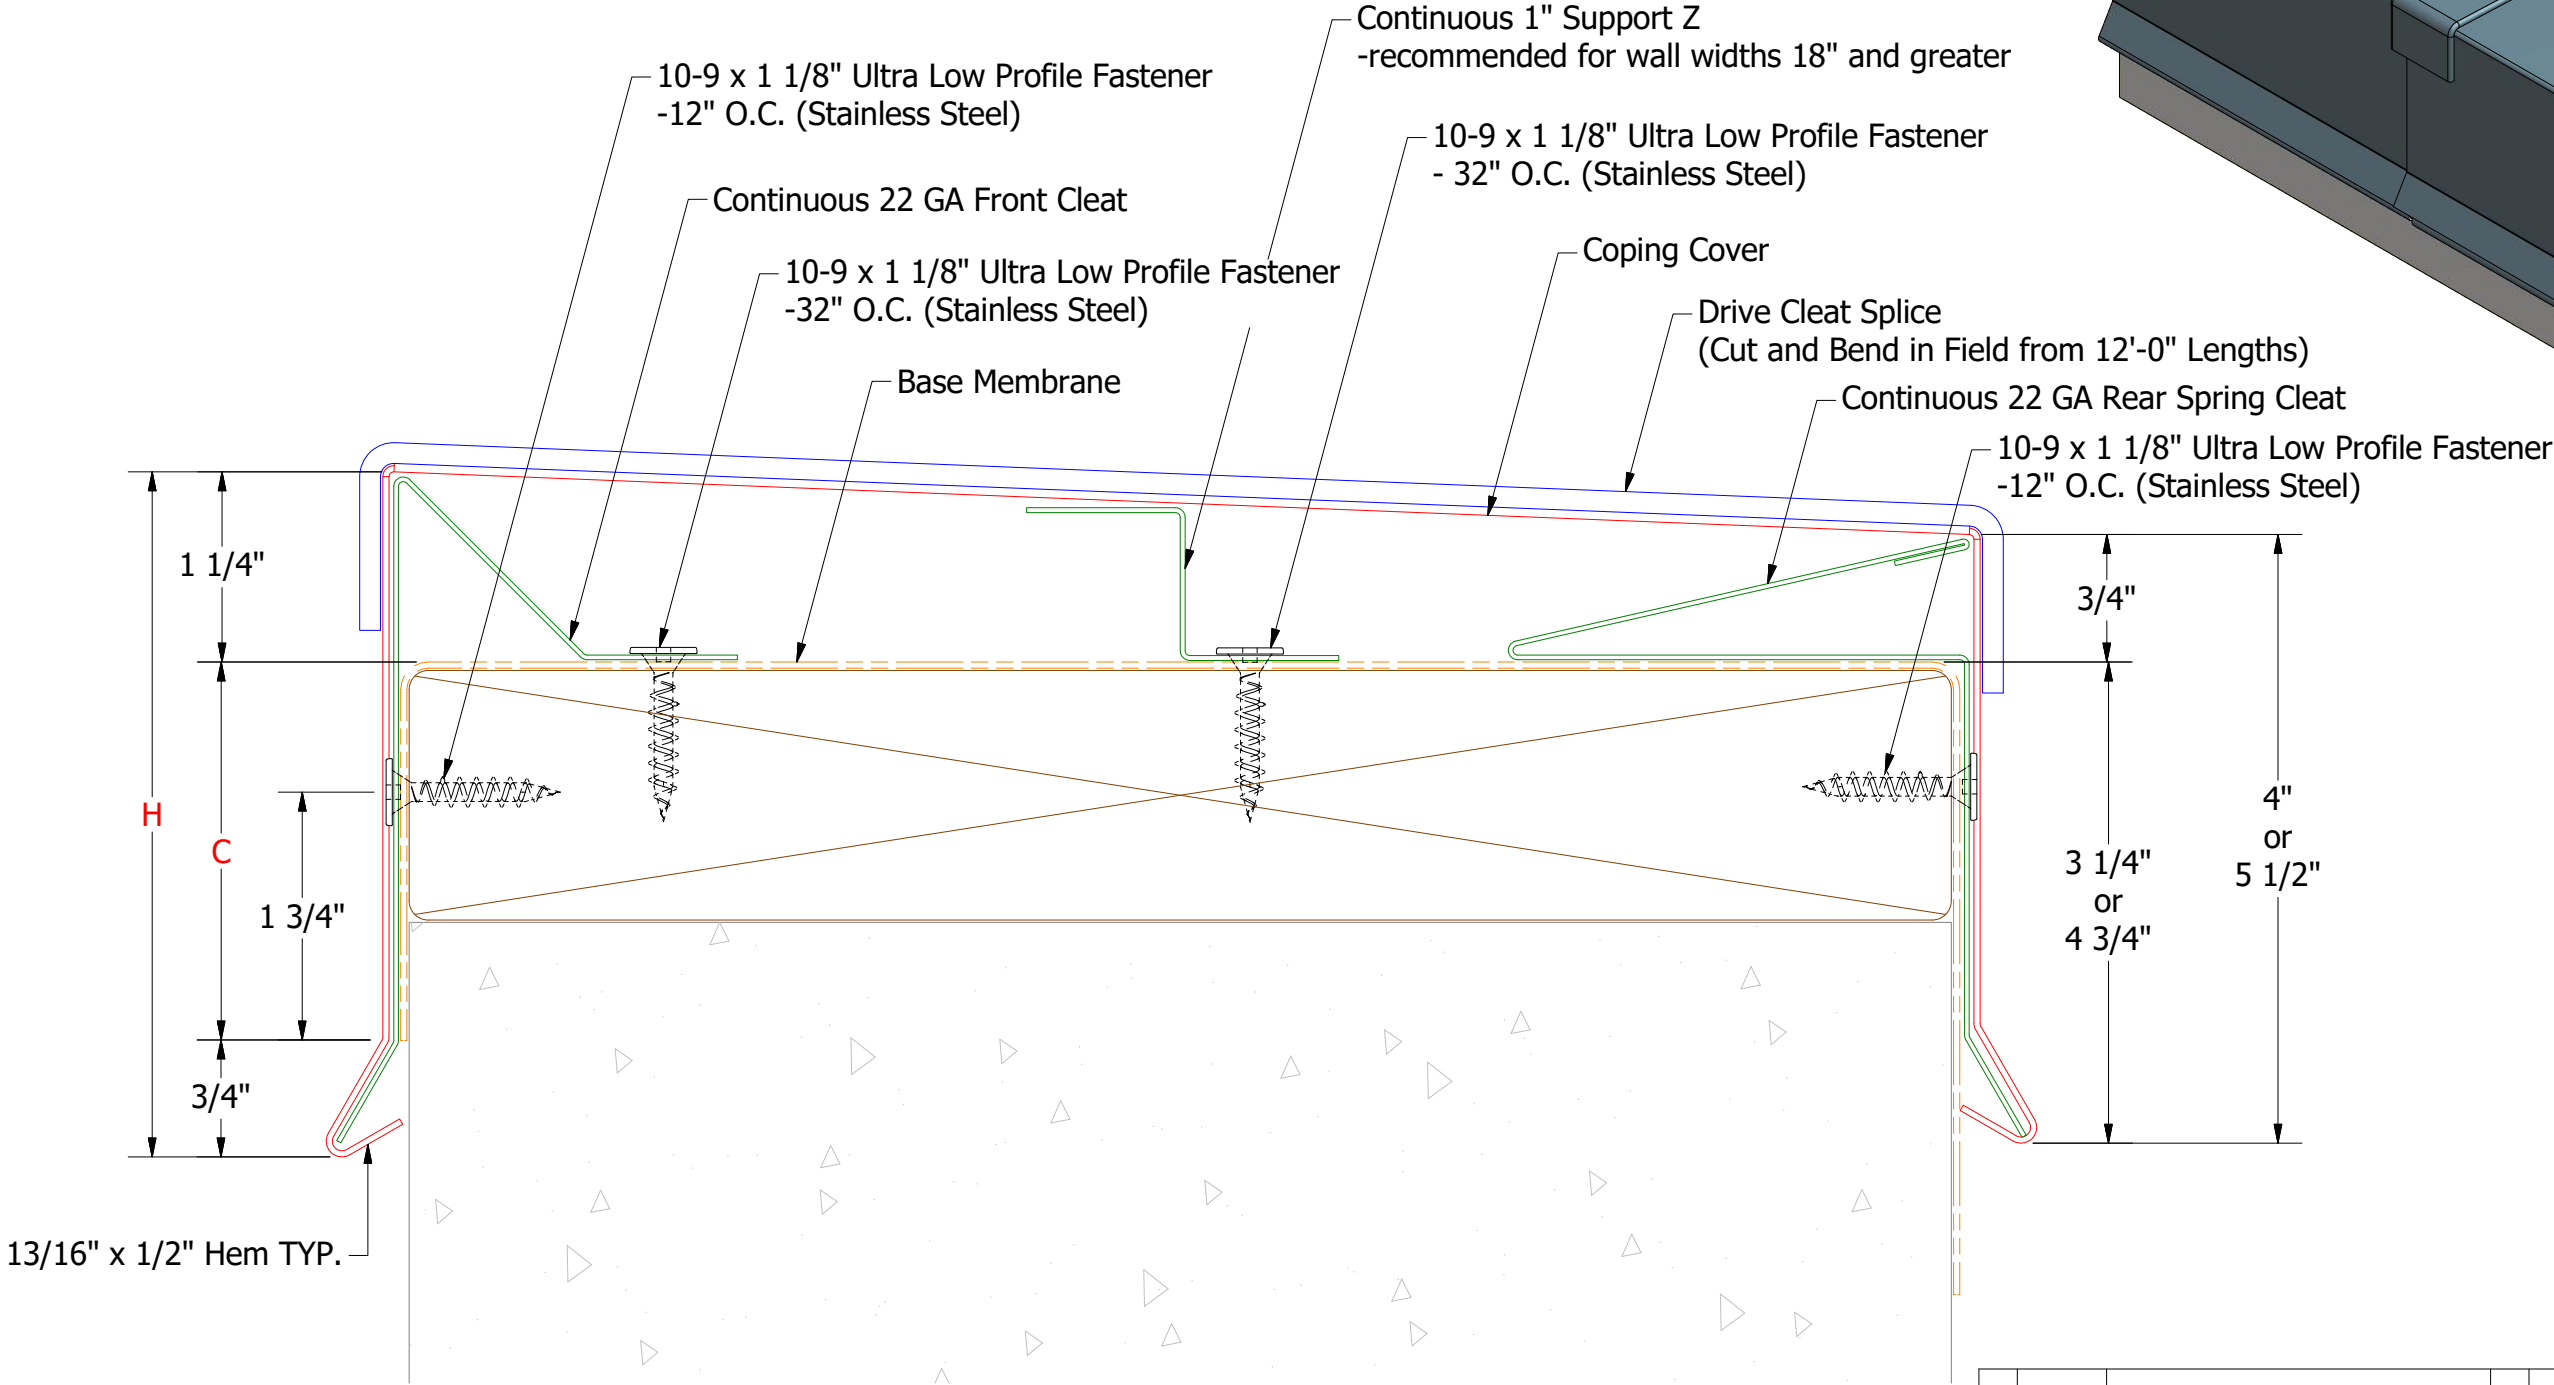 Continuous 1" Support Z
-recommended for wall widths 18" and greater
10-9 x 1 1/8" Ultra Low Profile Fastener
-12" O.C. (Stainless Steel)
10-9 x 1 1/8" Ultra Low Profile Fastener
- 32" O.C. (Stainless Steel)
Continuous 22 GA Front Cleat
Coping Cover
10-9 x 1 1/8" Ultra Low Profile Fastener
-32" O.C. (Stainless Steel)
Drive Cleat Splice
(Cut and Bend in Field from 12'-0" Lengths)
Base Membrane
Continuous 22 GA Rear Spring Cleat
10-9 x 1 1/8" Ultra Low Profile Fastener
-12" O.C. (Stainless Steel)
1 1/4"
3/4"
H
C
1 3/4"
4"
or
5 1/2"
3 1/4"
or
4 3/4"
3/4"
13/16" x 1/2" Hem TYP.